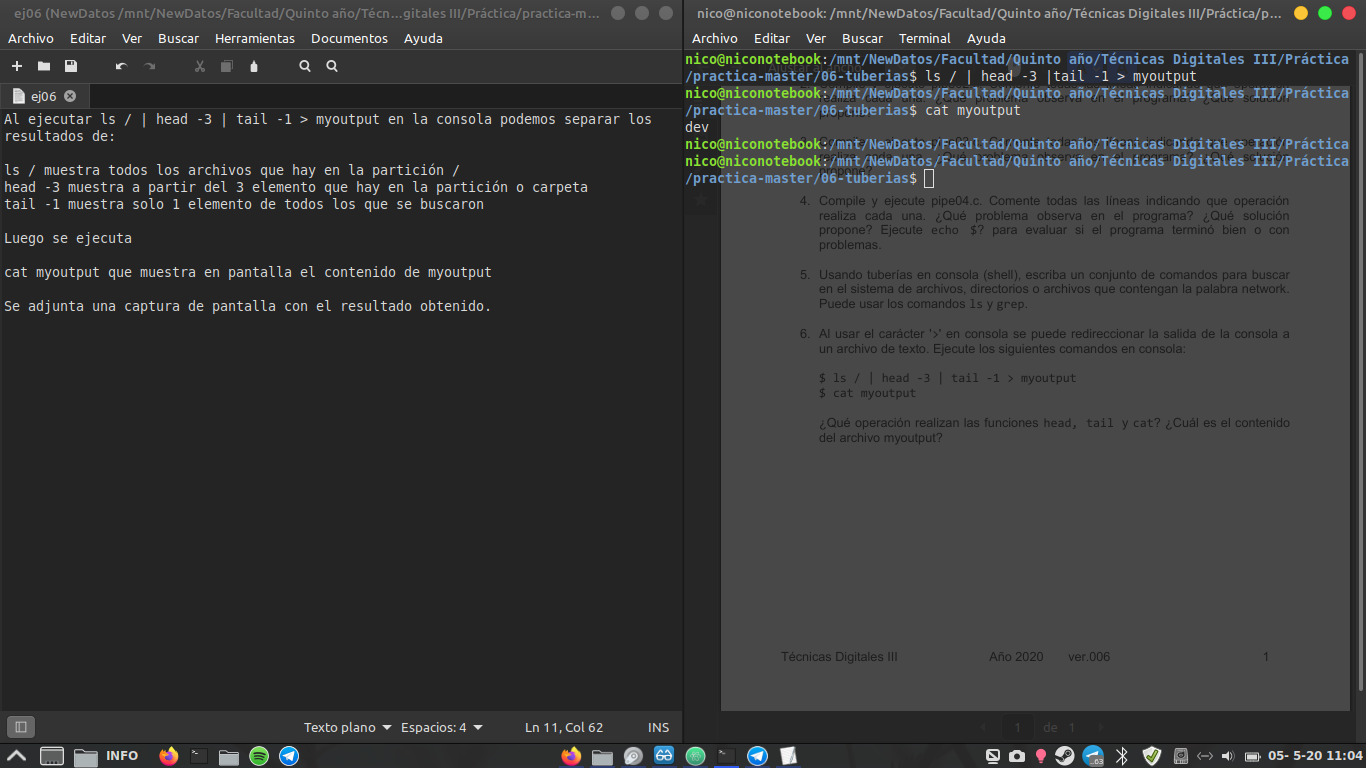 ej06 (NewDatos /mnt/NewDatos/Facultad/Quinto año/Técn...gitales III/Práctica/practica-m...
Archivo Editar Ver Buscar Herramientas Documentos Ayuda
ej06
Al ejecutar ls / | head -3 | tail -1 > myoutput en la consola podemos separar los
resultados de:
ls / muestra todos los archivos que hay en la partición /
head -3 muestra a partir del 3 elemento que hay en la partición o carpeta
tail -1 muestra solo 1 elemento de todos los que se buscaron
Luego se ejecuta
cat myoutput que muestra en pantalla el contenido de myoutput
Se adjunta una captura de pantalla con el resultado obtenido.
Texto plano Espacios: 4 Ln 11, Col 62 INS
nico@niconotebook: /mnt/NewDatos/Facultad/Quinto año/Técnicas Digitales III/Práctica/p...
Archivo Editar Ver Buscar Terminal Ayuda
nico@niconotebook:/mnt/NewDatos/Facultad/Quinto año/Técnicas Digitales III/Práctica
/practica-master/06-tuberias$ ls / | head -3 |tail -1 > myoutput
nico@niconotebook:/mnt/NewDatos/Facultad/Quinto año/Técnicas Digitales III/Práctica
/practica-master/06-tuberias$ cat myoutput
dev
nico@niconotebook:/mnt/NewDatos/Facultad/Quinto año/Técnicas Digitales III/Práctica
nico@niconotebook:/mnt/NewDatos/Facultad/Quinto año/Técnicas Digitales III/Práctica
/practica-master/06-tuberias$
4. Compile y ejecute pipe04.c. Comente todas las líneas indicando que operación
realiza cada una. ¿Qué problema observa en el programa? ¿Qué solución
propone? Ejecute echo $? para evaluar si el programa terminó bien o con
problemas.
5. Usando tuberías en consola (shell), escriba un conjunto de comandos para buscar
en el sistema de archivos, directorios o archivos que contengan la palabra network.
Puede usar los comandos ls y grep.
6. Al usar el carácter '>' en consola se puede redireccionar la salida de la consola a
un archivo de texto. Ejecute los siguientes comandos en consola:
$ ls / | head -3 | tail -1 > myoutput
$ cat myoutput
¿Qué operación realizan las funciones head, tail y cat? ¿Cuál es el contenido
del archivo myoutput?
Técnicas Digitales III Año 2020 ver.006 1
1 de 1
INFO
.63
05- 5-20 11:04